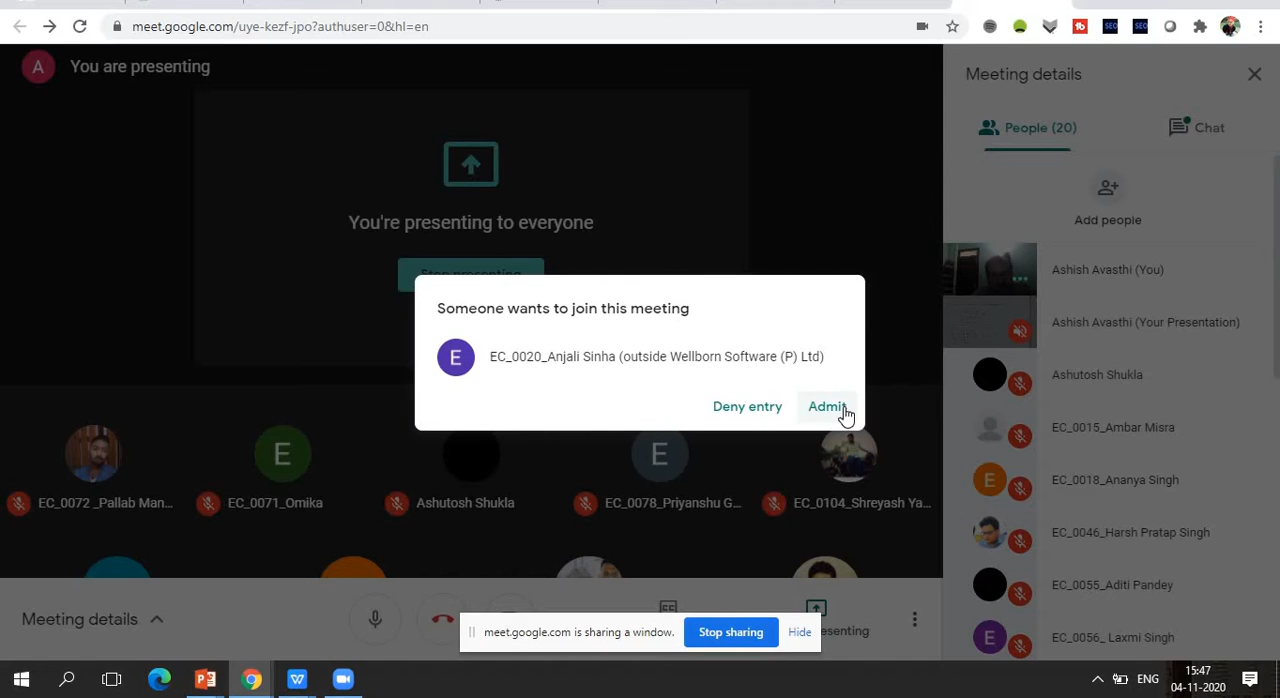 meet.google.com/uye-kezf-jpo?authuser=0&hl=en
A
You are presenting
You're presenting to everyone
Stop presenting
Someone wants to join this meeting
E
EC_0020_Anjali Sinha (outside Wellborn Software (P) Ltd)
Deny entry
Admit
EC_0072 _Pallab Man...
E
EC_0071_Omika
Ashutosh Shukla
E
EC_0078_Priyanshu G...
EC_0104_Shreyash Ya...
Meeting details
meet.google.com is sharing a window.
Stop sharing
Hide
Meeting details
People (20)
Chat
Add people
Ashish Avasthi (You)
Ashish Avasthi (Your Presentation)
Ashutosh Shukla
EC_0015_Ambar Misra
E
EC_0018_Ananya Singh
EC_0046_Harsh Pratap Singh
EC_0055_Aditi Pandey
E
EC_0056_ Laxmi Singh
SEO
SEO
ENG
15:47
04-11-2020